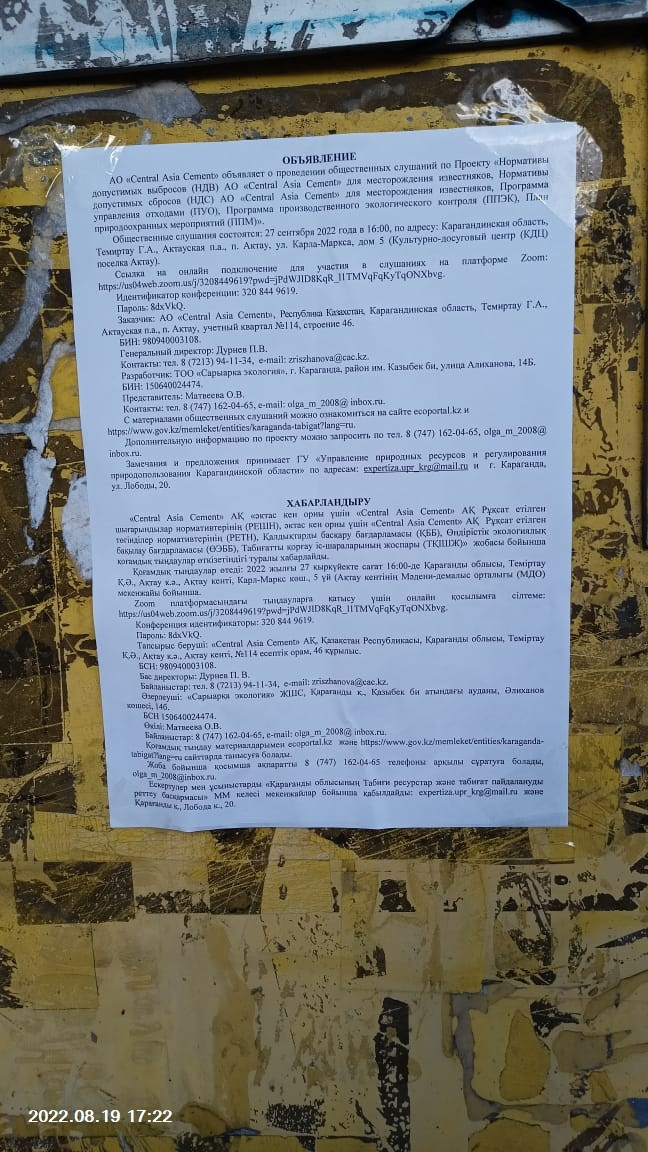 ОБЪЯВЛЕНИЕ
АО «Central Asia Cement» объявляет о проведении общественных слушаний по Проекту «Нормативы
допустимых выбросов (НДВ) АО «Central Asia Cement» для месторождения известняков, Нормативы
допустимых сбросов (НДС) АО «Central Asia Cement» для месторождения известняков, Программа
управления отходами (ПУО), Программа производственного экологического контроля (ППЭК), План
природоохранных мероприятий (ППМ)».
Общественные слушания состоятся: 27 сентября 2022 года в 16:00, по адресу: Карагандинская область,
Темиртау Г.А., Актауская п.а., п. Актау, ул. Карла-Маркса, дом 5 (Культурно-досуговый центр (КДЦ)
поселка Актау).
Ссылка на онлайн подключение для участия в слушаниях на платформе Zoom:
https://us04web.zoom.us/j/3208449619?pwd=jPdWJlD8KqR_l1TMVqFqKyTqONXbvg.
Идентификатор конференции: 320 844 9619.
Пароль: 8dxVkQ.
Заказчик: АО «Central Asia Cement», Республика Казахстан, Карагандинская область, Темиртау Г.А.,
Актауская п.а., п. Актау, учетный квартал №114, строение 46.
БИН: 980940003108.
Генеральный директор: Дурнев П.В.
Контакты: тел. 8 (7213) 94-11-34, e-mail: zriszhanova@cac.kz.
Разработчик: ТОО «Сарыарка экология», г. Караганда, район им. Казыбек би, улица Алиханова, 14Б.
БИН: 150640024474.
Представитель: Матвеева О.В.
Контакты: тел. 8 (747) 162-04-65, e-mail: olga_m_2008@ inbox.ru.
С материалами общественных слушаний можно ознакомиться на сайте ecoportal.kz и
https://www.gov.kz/memleket/entities/karaganda-tabigat?lang=ru.
Дополнительную информацию по проекту можно запросить по тел. 8 (747) 162-04-65, olga_m_2008@
inbox.ru.
Замечания и предложения принимает ГУ «Управление природных ресурсов и регулирования
природопользования Карагандинской области» по адресам: expertiza.upr_krg@mail.ru и г. Караганда,
ул. Лободы, 20.
ХАБАРЛАНДЫРУ
«Central Asia Cement» АҚ «әктас кен орны үшін «Central Asia Cement» АҚ Рұқсат етілген
шығарындылар нормативтерінің (РЕШН), әктас кен орны үшін «Central Asia Cement» АҚ Рұқсат етілген
төгінділер нормативтерінің (РЕТН), Қалдықтарды басқару бағдарламасы (ҚББ), Өндірістік экологиялық
бақылау бағдарламасы (ӨЭББ), Табиғатты қорғау іс-шараларының жоспары (ТҚІШЖ)» жобасы бойынша
қоғамдық тыңдаулар өткізетіндігі туралы хабарлайды.
Қоғамдық тыңдаулар өтеді: 2022 жылғы 27 қыркүйекте сағат 16:00-де Қарағанды облысы, Теміртау
Қ.Ә., Ақтау к.ә., Ақтау кенті, Карл-Маркс көш., 5 үй (Ақтау кентінің Мәдени-демалыс орталығы (МДО)
мекенжайы бойынша.
Zoom платформасындағы тыңдауларға қатысу үшін онлайн қосылымға сілтеме:
https://us04web.zoom.us/j/3208449619?pwd=jPdWJlD8KqR_l1TMVqFqKyTqONXbvg.
Конференция идентификаторы: 320 844 9619.
Пароль: 8dxVkQ.
Тапсырыс беруші: «Central Asia Cement» АҚ, Қазақстан Республикасы, Қарағанды облысы, Теміртау
Қ.Ә., Ақтау к.ә., Ақтау кенті, №114 есептік орам, 46 құрылыс.
БСН: 980940003108.
Бас директоры: Дурнев П. В.
Байланыстар: тел. 8 (7213) 94-11-34, e-mail: zriszhanova@cac.kz.
Әзерлеуші: «Сарыарқа экология» ЖШС, Қарағанды қ., Қазыбек би атындағы ауданы, Әлиханов
көшесі, 14б.
БСН 150640024474.
Өкілі: Матвеева О.В.
Байланыстар: 8 (747) 162-04-65, e-mail: olga_m_2008@ inbox.ru.
Қоғамдық тыңдау материалдарымен ecoportal.kz және https://www.gov.kz/memleket/entities/karaganda-
tabigat?lang=ru сайттарда танысуға болады.
Жоба бойынша қосымша ақпаратты 8 (747) 162-04-65 телефоны арқылы сұратуға болады,
olga_m_2008@inbox.ru.
Ескертулер мен ұсыныстарды «Қарағанды облысының Табиғи ресурстар және табиғат пайдалануды
реттеу басқармасы» ММ келесі мекенжайлар бойынша қабылдайды: expertiza.upr_krg@mail.ru және
Қарағанды қ., Лобода к., 20.
2022.08.19 17:22